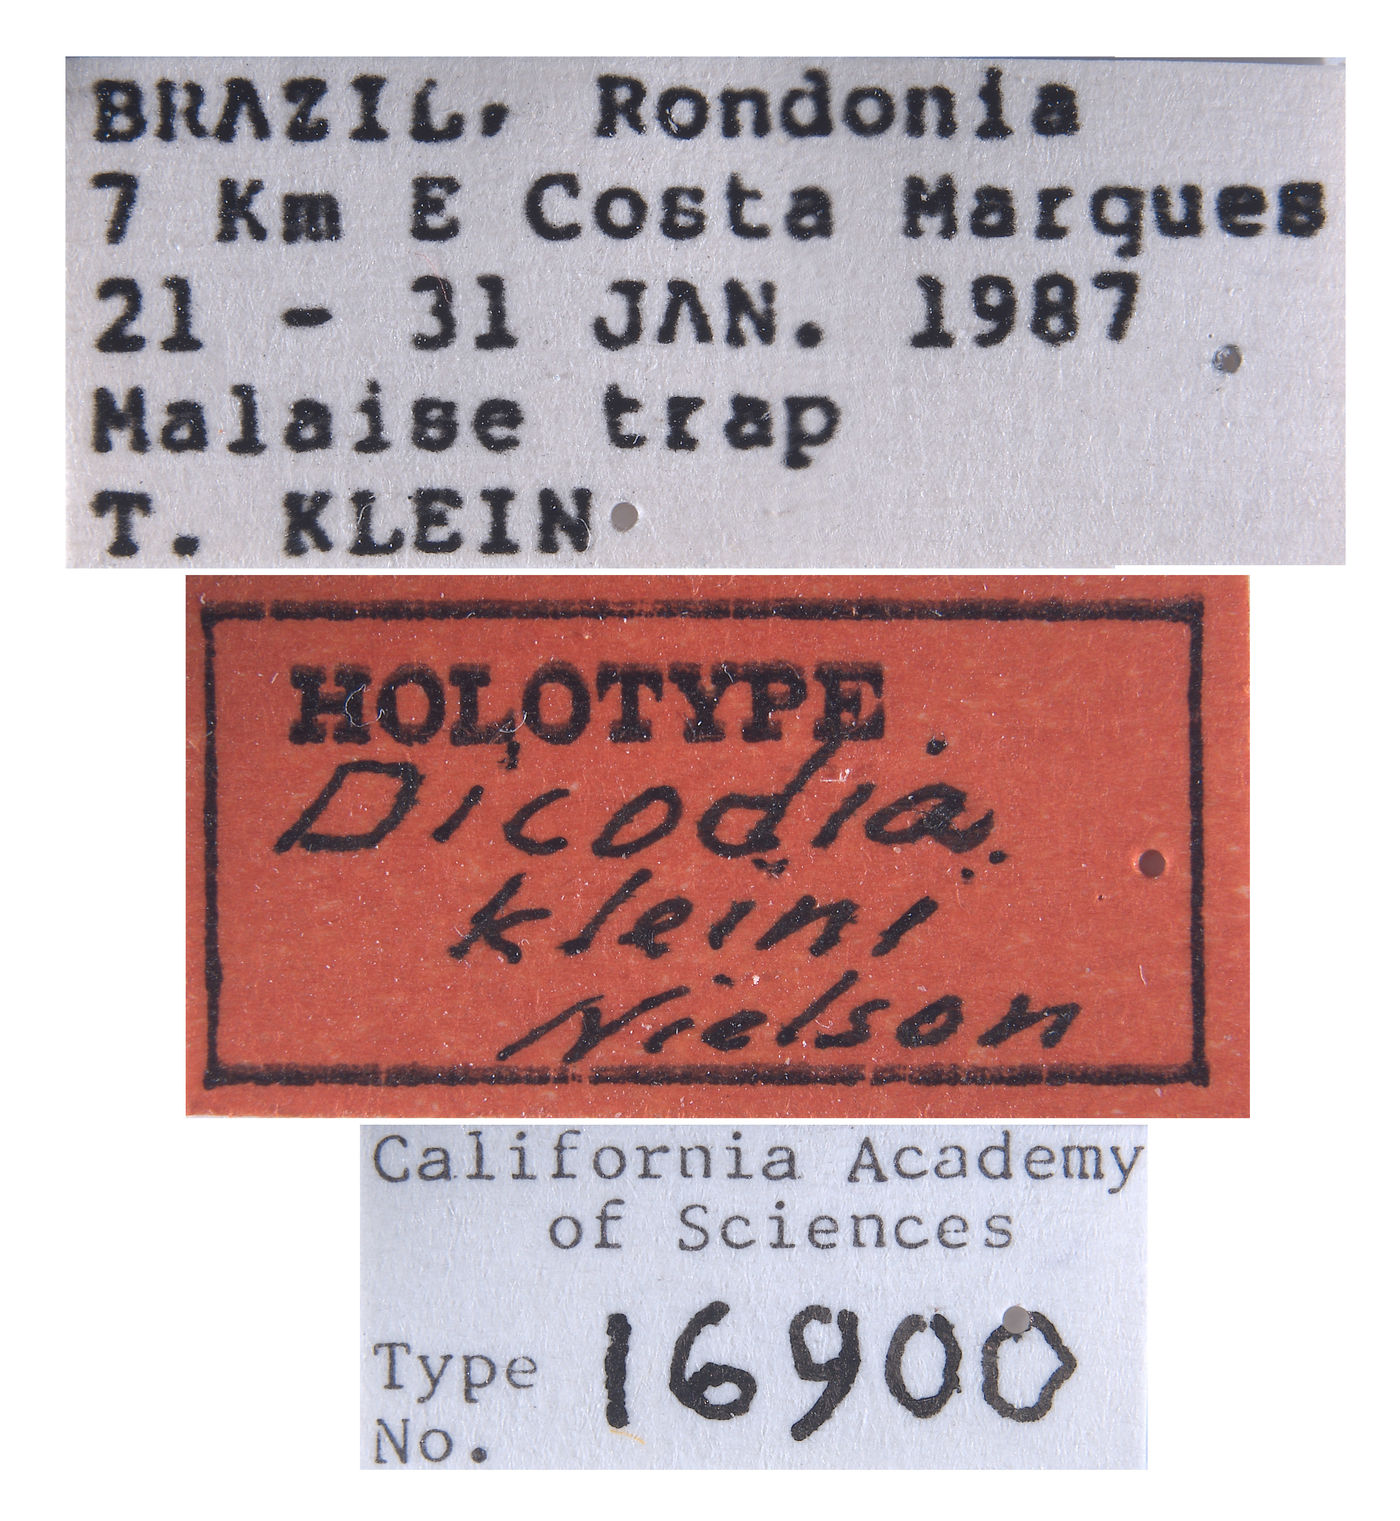 BRAZIL, Rondonia
7 Km E Costa Marques
21 - 31 JAN. 1987
Malaise trap
T. KLEIN
HOLOTYPE
Dicodia
kleini
Nielson
California Academy
of Sciences
Type
No. 16900